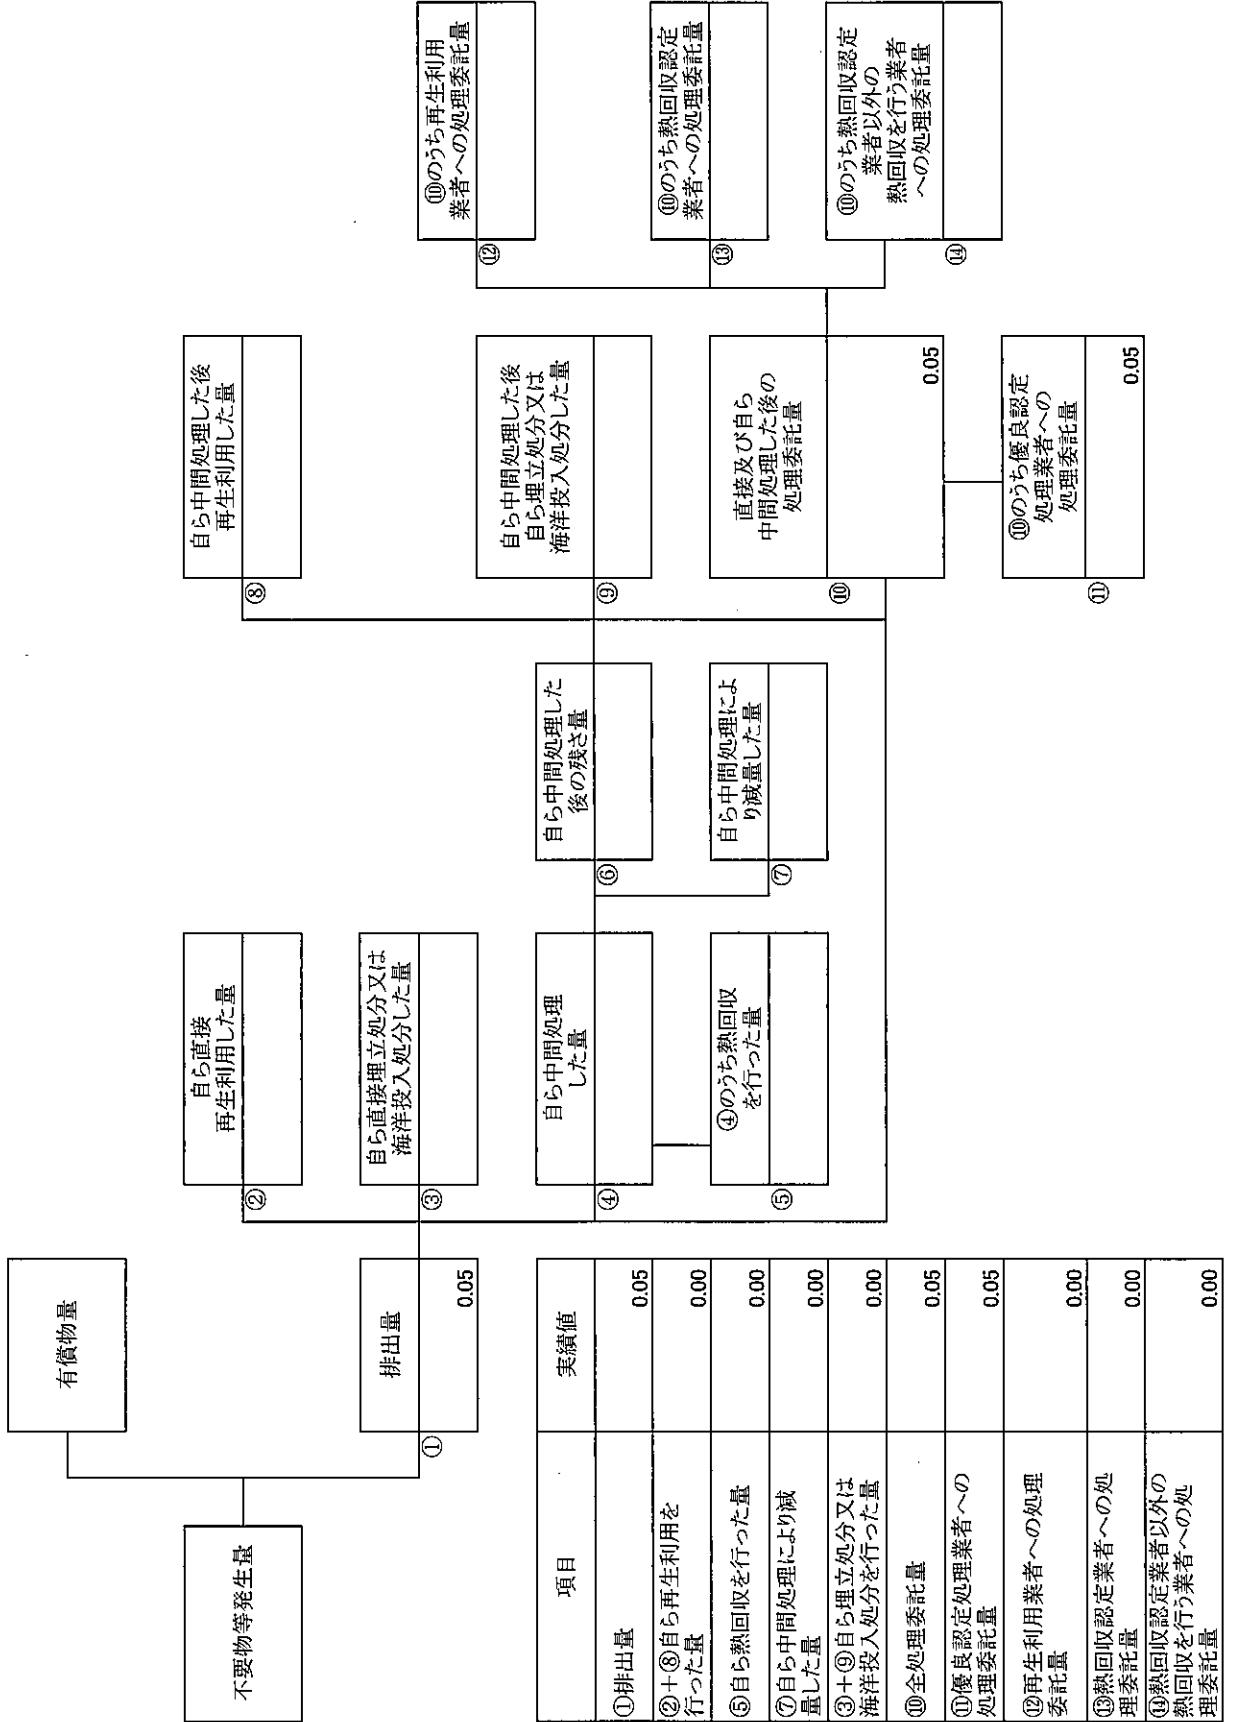 不要物等発生量
有償物量
①
排出量
0.05
②
自ら直接
再生利用した量
③
自ら直接埋立処分又は
海洋投入処分した量
④
自ら中間処理
した量
⑤
④のうち熱回収
を行った量
⑥
自ら中間処理した
後の残さ量
⑦
自ら中間処理によ
り減量した量
⑧
自ら中間処理した後
再生利用した量
⑨
自ら中間処理した後
自ら埋立処分又は
海洋投入処分した量
⑩
直接及び自ら
中間処理した後の
処理委託量
0.05
⑪
⑩のうち優良認定
処理業者への
処理委託量
0.05
⑫
⑩のうち再生利用
業者への処理委託量
⑬
⑩のうち熱回収認定
業者への処理委託量
⑭
⑩のうち熱回収認定
業者以外の
熱回収を行う業者
への処理委託量
項目 実績値
①排出量 0.05
②+⑧自ら再生利用を
行った量 0.00
⑤自ら熱回収を行った量 0.00
⑦自ら中間処理により減
量した量 0.00
③+⑨自ら埋立処分又は
海洋投入処分を行った量 0.00
⑩全処理委託量 0.05
⑪優良認定処理業者への
処理委託量 0.05
⑫再生利用業者への処理
委託量 0.00
⑬熱回収認定業者への処
理委託量 0.00
⑭熱回収認定業者以外の
熱回収を行う業者への処
理委託量 0.00